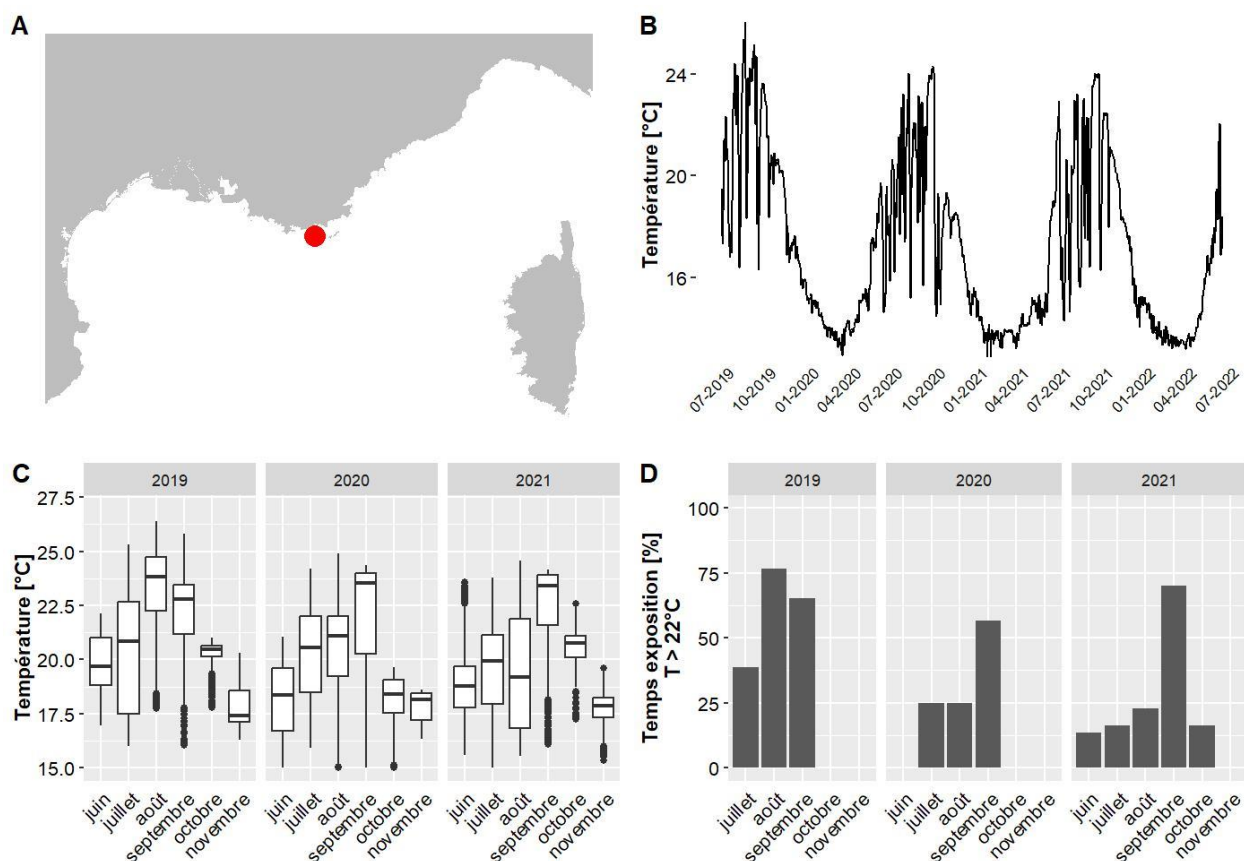 A
B
Température [°C]
24
20
16
07-2019
10-2019
01-2020
04-2020
07-2020
10-2020
01-2021
04-2021
07-2021
10-2021
01-2022
04-2022
07-2022
C
Température [°C]
2019
2020
2021
27.5
25.0
22.5
20.0
17.5
15.0
juin
juillet
août
septembre
octobre
novembre
juin
juillet
août
septembre
octobre
novembre
juin
juillet
août
septembre
octobre
novembre
D
Temps exposition [%]
T > 22°C
2019
2020
2021
100
75
50
25
0
juillet
août
septembre
octobre
novembre
juin
juillet
août
septembre
octobre
novembre
juin
juillet
août
septembre
octobre
novembre